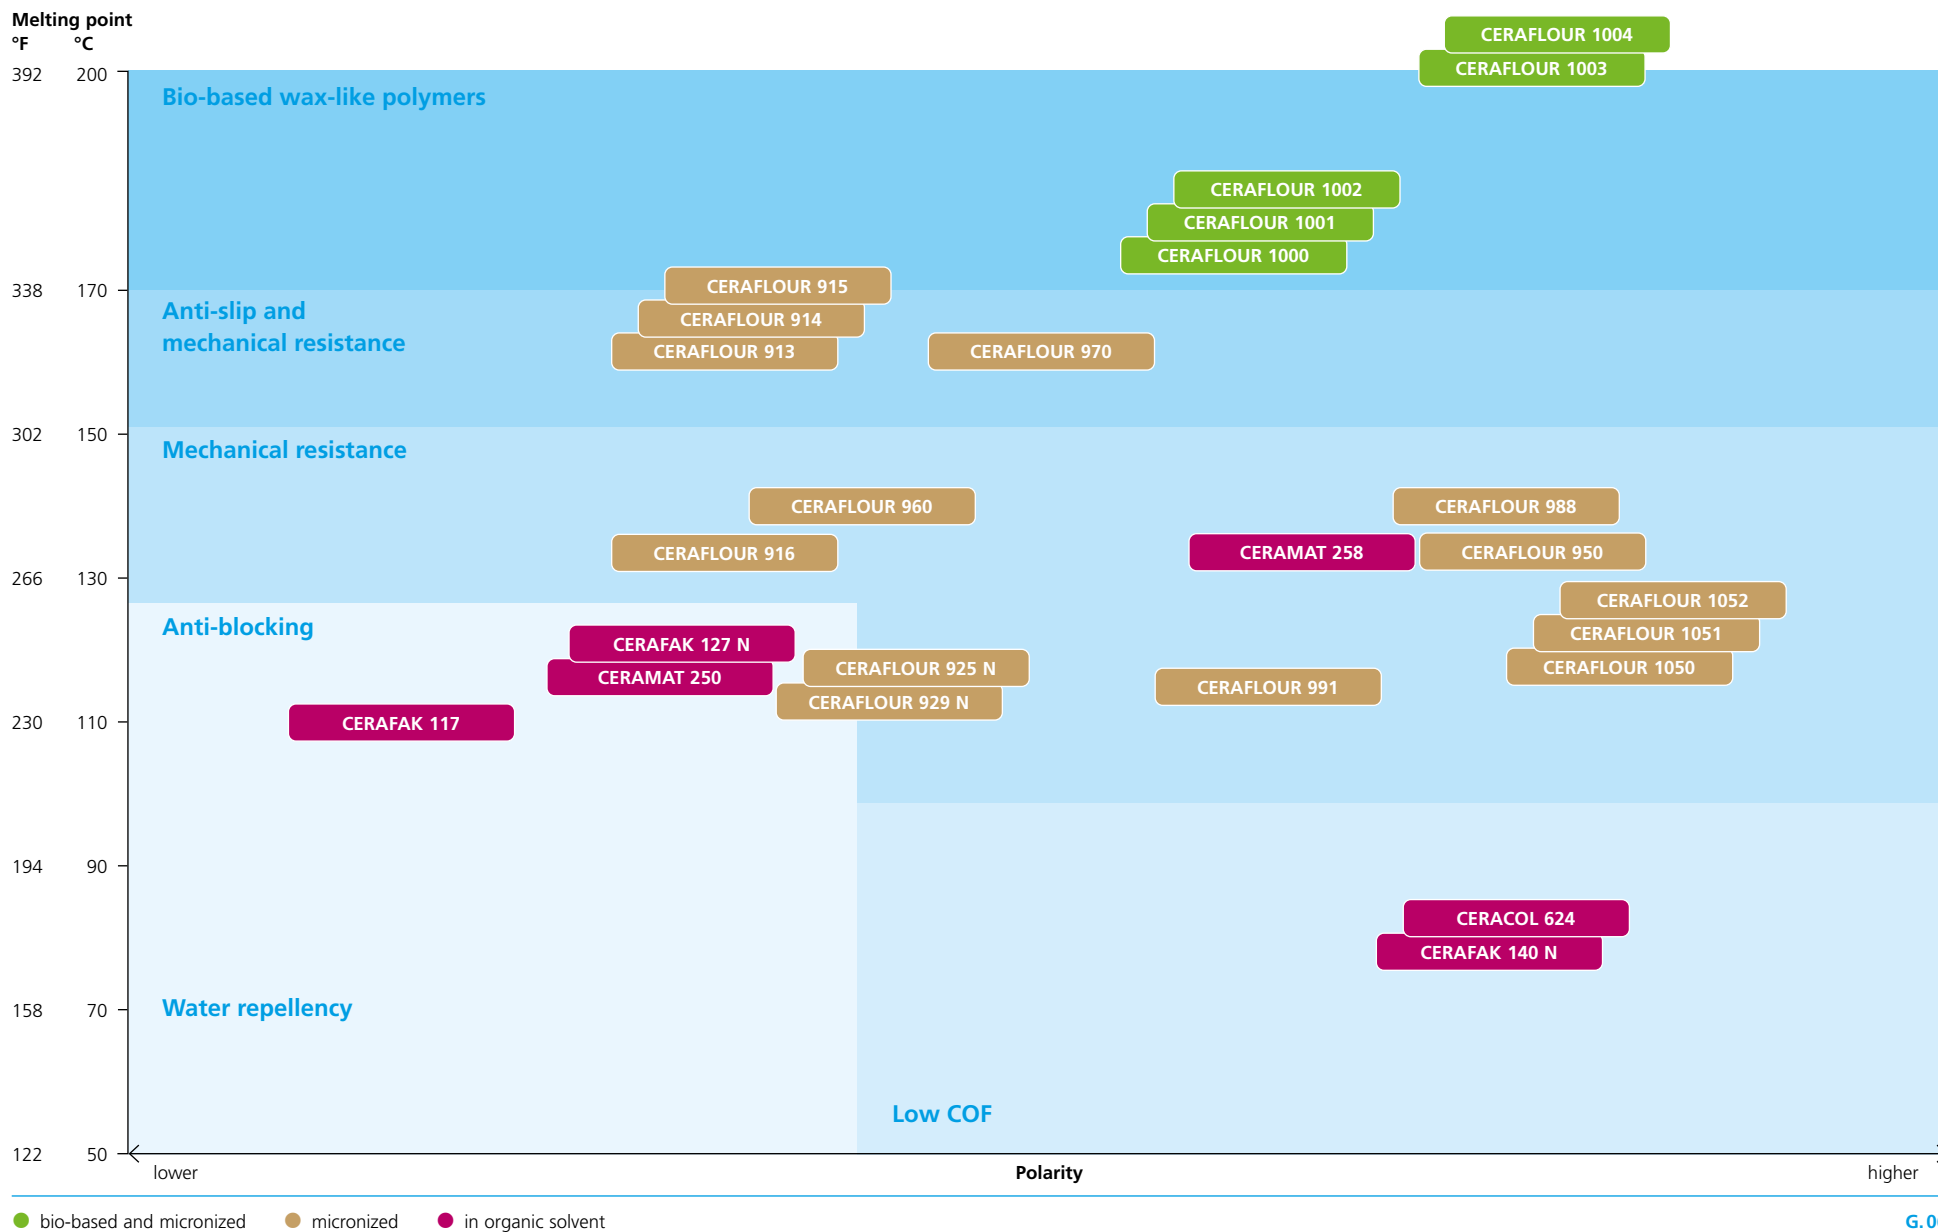 Melting point
°F °C
CERAFLOUR 1004
CERAFLOUR 1003
392 200
Bio-based wax-like polymers
CERAFLOUR 1002
CERAFLOUR 1001
CERAFLOUR 1000
338 170
CERAFLOUR 915
Anti-slip and
mechanical resistance
CERAFLOUR 914
CERAFLOUR 913
CERAFLOUR 970
302 150
Mechanical resistance
CERAFLOUR 960
CERAFLOUR 988
CERAFLOUR 916
CERAMAT 258
CERAFLOUR 950
266 130
CERAFLOUR 1052
Anti-blocking
CERAFLOUR 1051
CERAFAK 127 N
CERAFLOUR 925 N
CERAFLOUR 1050
CERAMAT 250
CERAFLOUR 991
CERAFLOUR 929 N
230 110
CERAFAK 117
194 90
CERACOL 624
CERAFAK 140 N
158 70
Water repellency
Low COF
122 50
lower Polarity higher
bio-based and micronized micronized in organic solvent